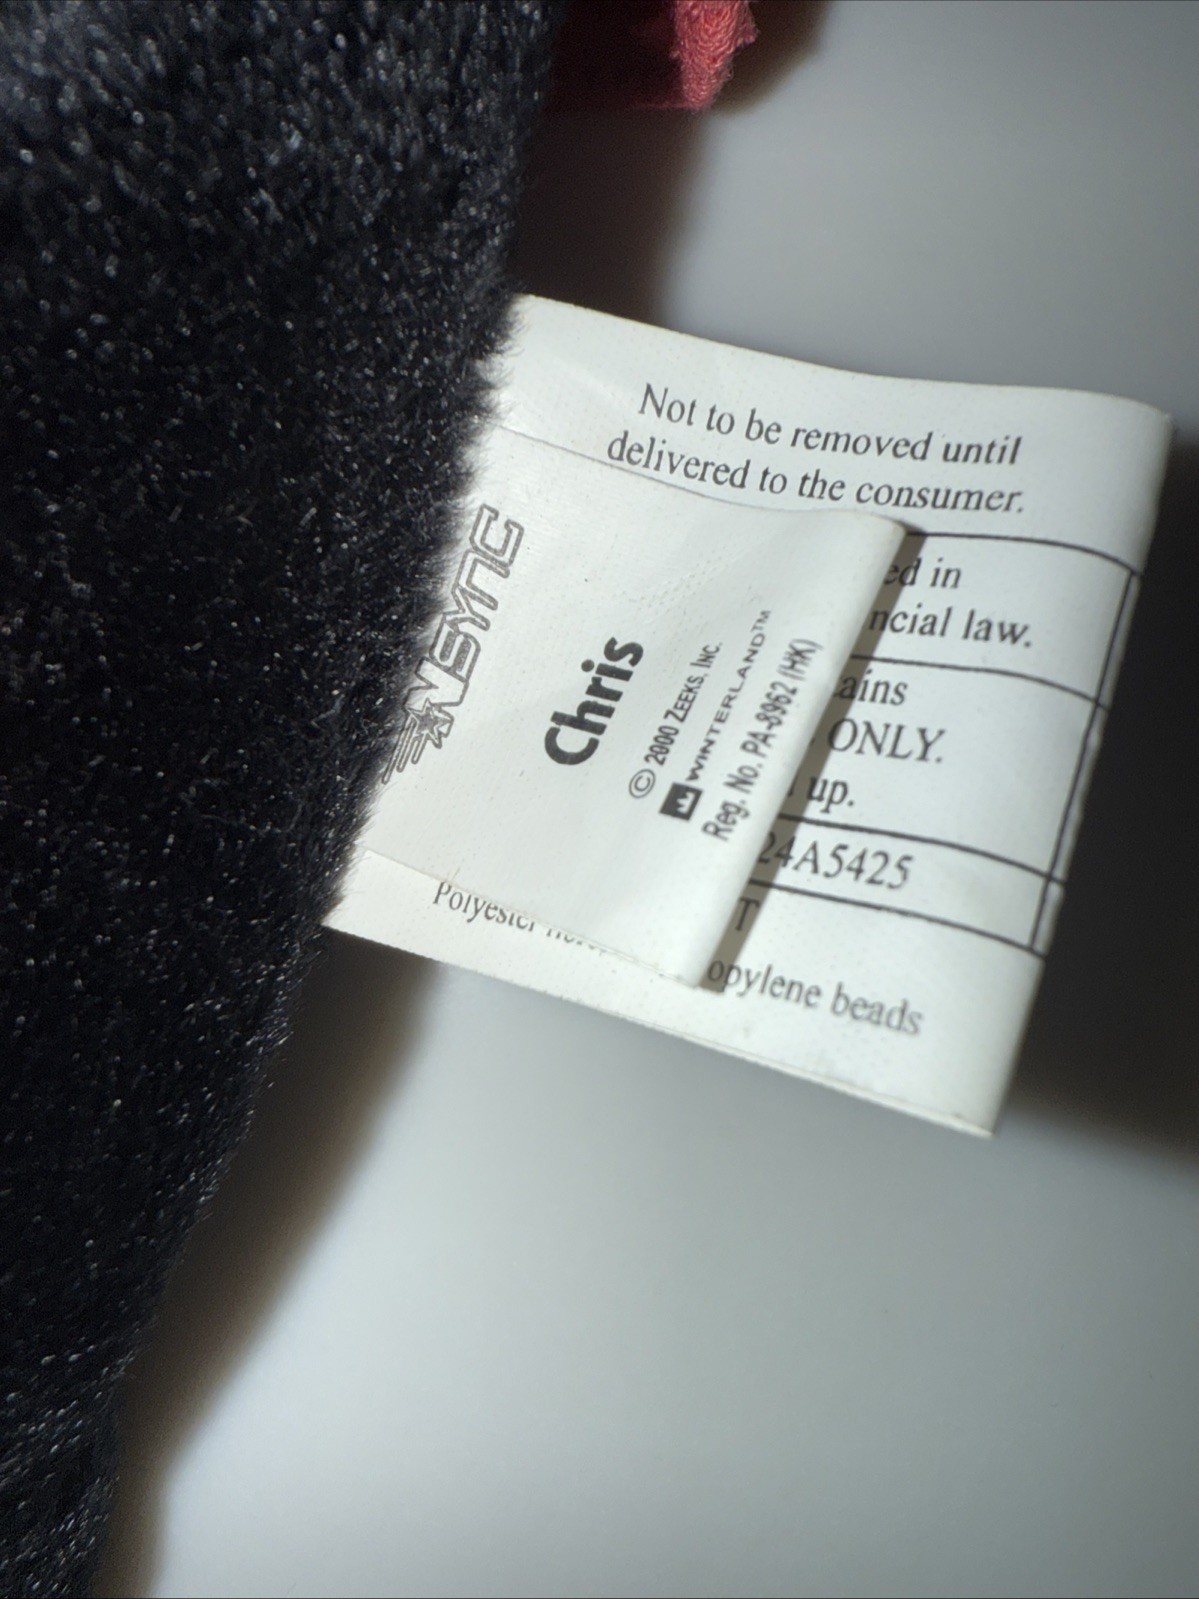 Not to be removed until
delivered to the consumer.
ed in
ncial law.
ains
ONLY.
up.
24A5425
T
Polyester
opylene beads
NSYNC
Chris
© 2000 ZEEKS, INC.
WINTERLAND™
Reg. No. PA-8962 (HK)